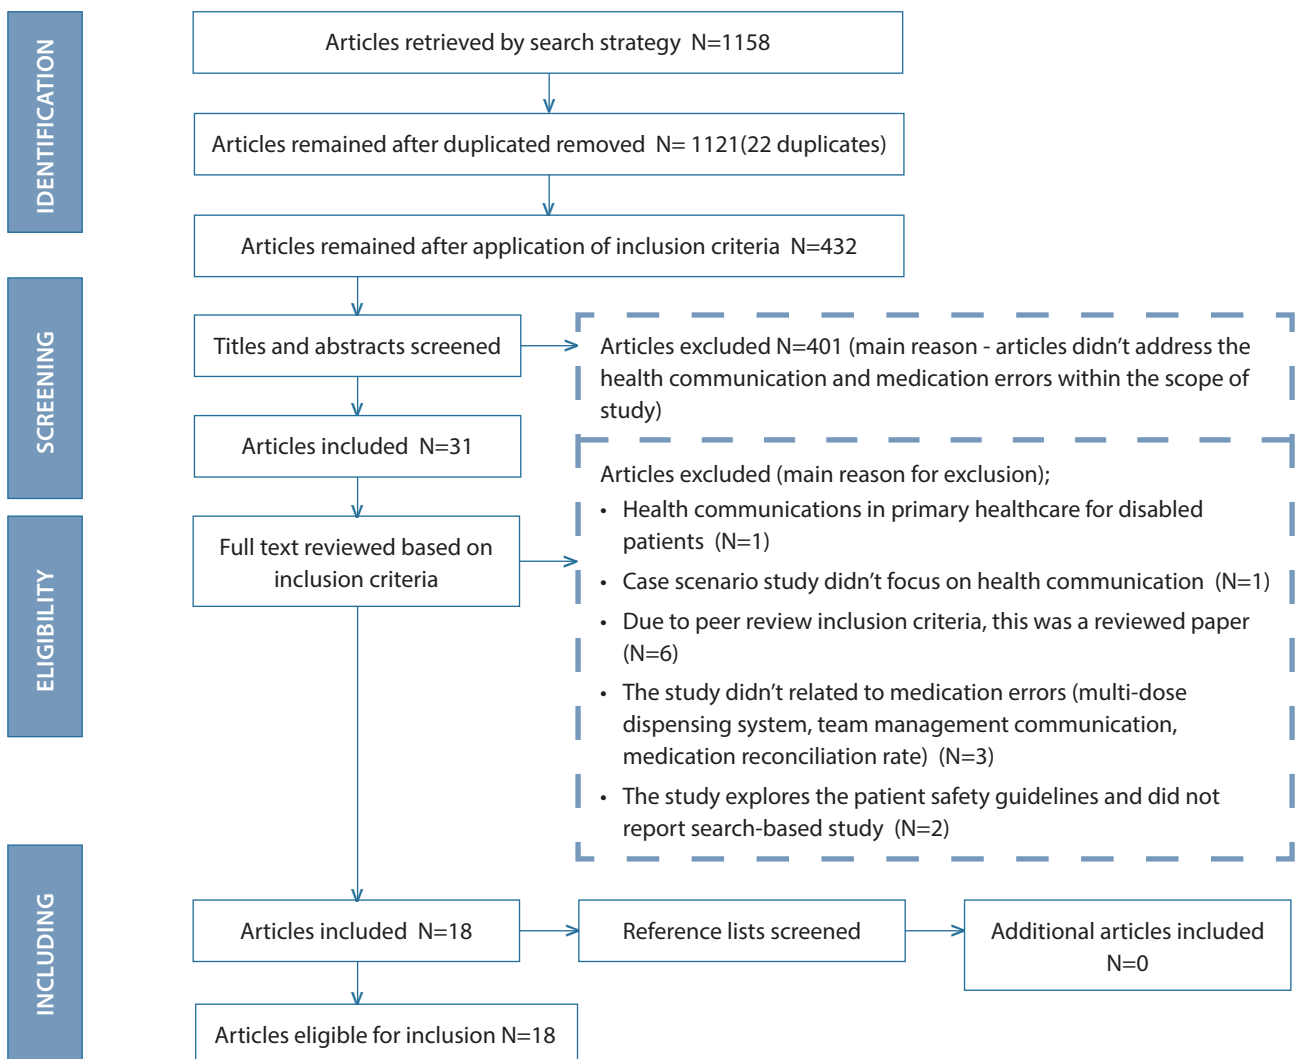 IDENTIFICATION
Articles retrieved by search strategy N=1158
Articles remained after duplicated removed N= 1121(22 duplicates)
Articles remained after application of inclusion criteria N=432
SCREENING
Titles and abstracts screened
Articles excluded N=401 (main reason - articles didn’t address the
health communication and medication errors within the scope of
study)
Articles included N=31
ELIGIBILITY
Full text reviewed based on
inclusion criteria
Articles excluded (main reason for exclusion);
• Health communications in primary healthcare for disabled
patients (N=1)
• Case scenario study didn’t focus on health communication (N=1)
• Due to peer review inclusion criteria, this was a reviewed paper
(N=6)
• The study didn’t related to medication errors (multi-dose
dispensing system, team management communication,
medication reconciliation rate) (N=3)
• The study explores the patient safety guidelines and did not
report search-based study (N=2)
INCLUDING
Articles included N=18
Reference lists screened
Additional articles included
N=0
Articles eligible for inclusion N=18